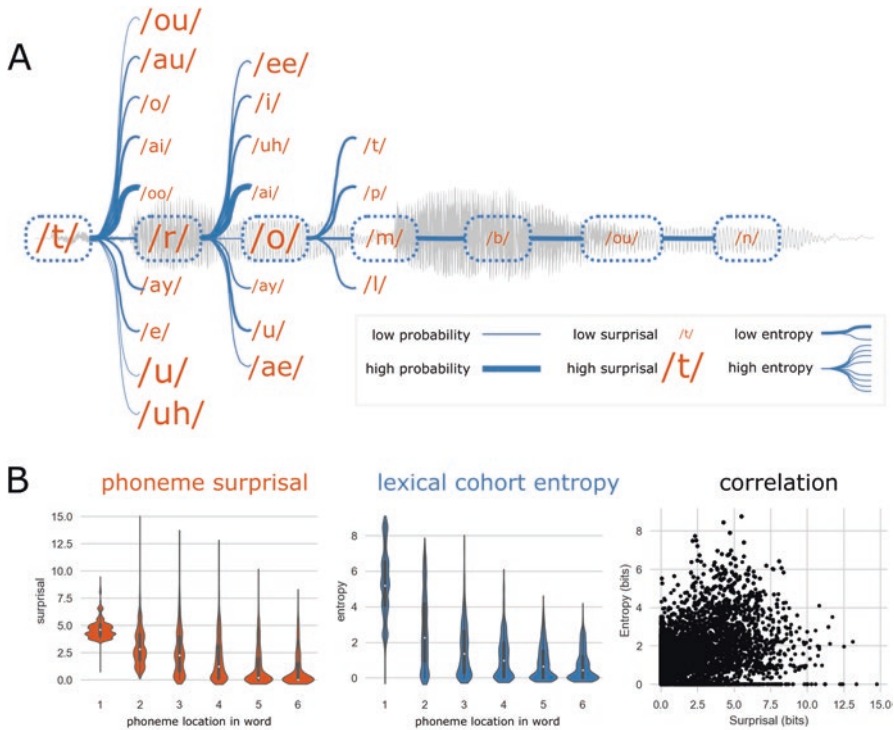 A
/ou/
/au/ /ee/
/o/ /i/
/ai/ /uh/ /t/
/oo/ /ai/ /p/
/t/ /r/ /o/ /m/ /b/ /ou/ /n/
/ay/ /ay/ /l/
/e/ /u/
/u/ /ae/
/uh/
low probability low surprisal /t/ low entropy
high probability high surprisal /t/ high entropy
B
phoneme surprisal
15.0
12.5
10.0
7.5
5.0
2.5
0.0
surprisal
1 2 3 4 5 6
phoneme location in word
lexical cohort entropy
8
6
4
2
0
entropy
1 2 3 4 5 6
phoneme location in word
correlation
8
6
4
2
0
Entropy (bits)
0.0 2.5 5.0 7.5 10.0 12.5 15.0
Surprisal (bits)